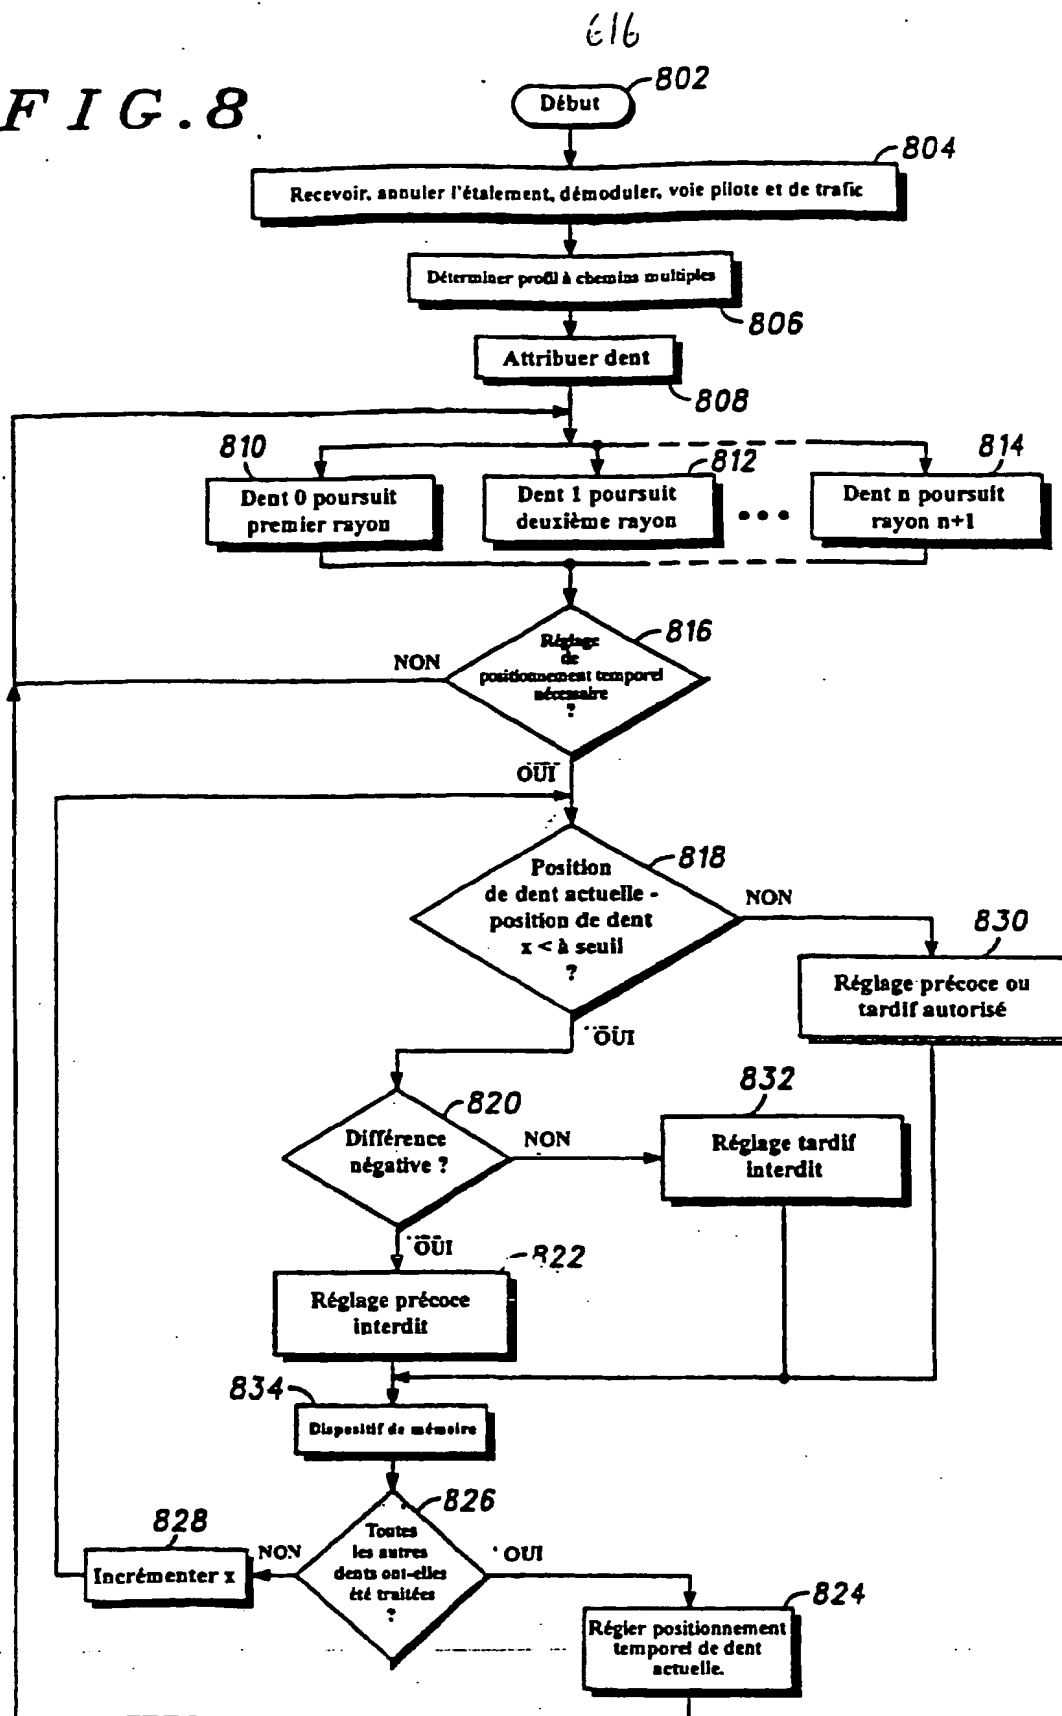 616
FIG.8
802
Début
804
Recevoir, annuler l'étalement, démoduler, voie pilote et de trafic
Déterminer profil à chemins multiples
806
Attribuer dent
808
810
812
814
Dent 0 poursuit
premier rayon
Dent 1 poursuit
deuxième rayon
Dent n poursuit
rayon n+1
816
Réglage
de
positionnement temporel
nécessaire
?
NON
OUI
818
Position
de dent actuelle -
position de dent
x < à seuil
?
NON
830
Réglage précoce ou
tardif autorisé
OUI
820
Différence
négative ?
NON
832
Réglage tardif
interdit
OUI
822
Réglage précoce
interdit
834
Dispositif de mémoire
826
Toutes
les autres
dents ont-elles
été traitées
?
828
NON
Incrémenter x
OUI
824
Régler positionnement
temporel de dent
actuelle.